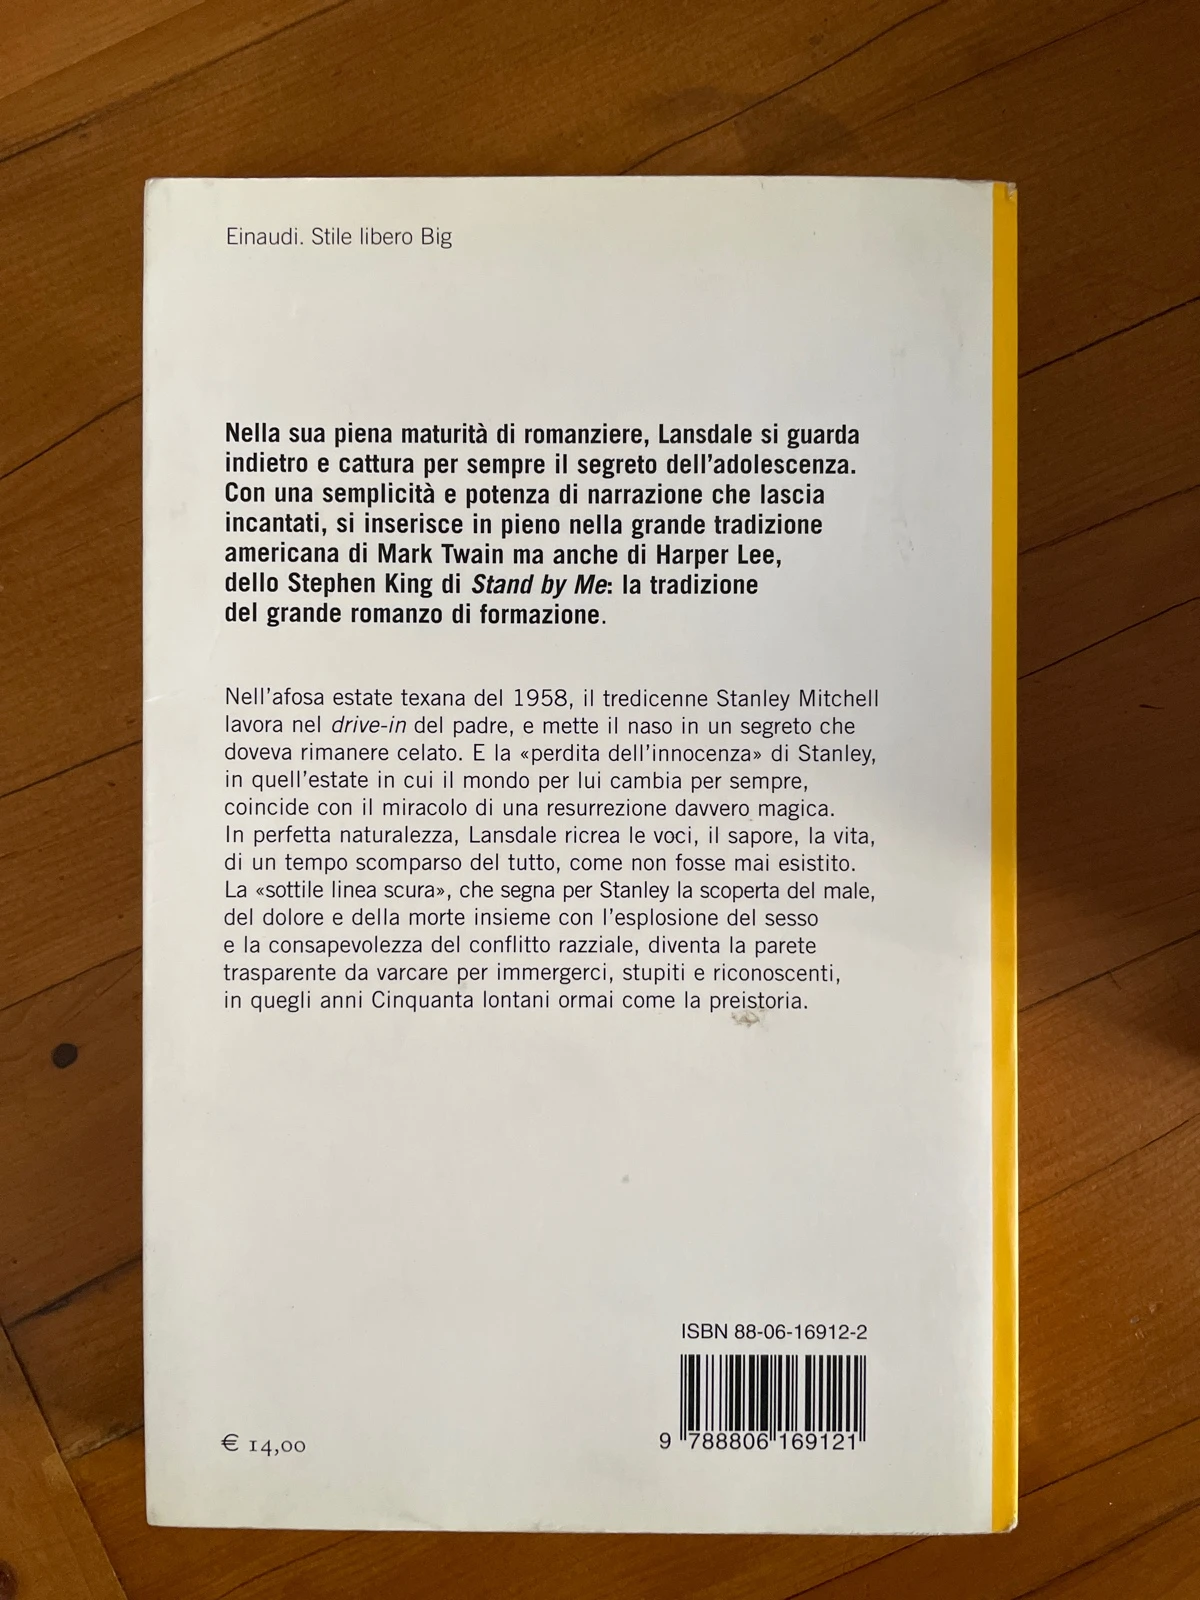 Einaudi. Stile libero Big
Nella sua piena maturità di romanziere, Lansdale si guarda
indietro e cattura per sempre il segreto dell'adolescenza.
Con una semplicità e potenza di narrazione che lascia
incantati, si inserisce in pieno nella grande tradizione
americana di Mark Twain ma anche di Harper Lee,
dello Stephen King di Stand by Me: la tradizione
del grande romanzo di formazione.
Nell'afosa estate texana del 1958, il tredicenne Stanley Mitchell
lavora nel drive-in del padre, e mette il naso in un segreto che
doveva rimanere celato. E la «perdita dell'innocenza» di Stanley,
in quell'estate in cui il mondo per lui cambia per sempre,
coincide con il miracolo di una resurrezione davvero magica.
In perfetta naturalezza, Lansdale ricrea le voci, il sapore, la vita,
di un tempo scomparso del tutto, come non fosse mai esistito.
La «sottile linea scura», che segna per Stanley la scoperta del male,
del dolore e della morte insieme con l'esplosione del sesso
e la consapevolezza del conflitto razziale, diventa la parete
trasparente da varcare per immergerci, stupiti e riconoscenti,
in quegli anni Cinquanta lontani ormai come la preistoria.
ISBN 88-06-16912-2
9 788806 169121
€ 14,00